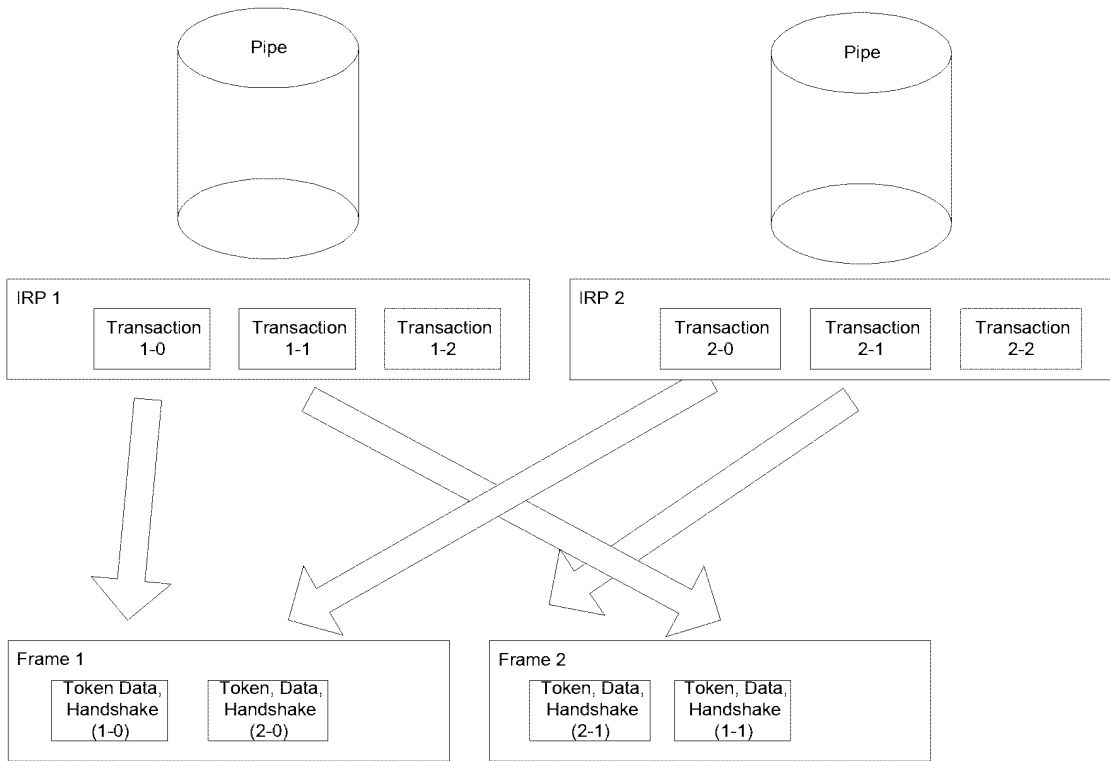 Pipe
Pipe
IRP 1
Transaction
1-0
Transaction
1-1
Transaction
1-2
IRP 2
Transaction
2-0
Transaction
2-1
Transaction
2-2
Frame 1
Token Data,
Handshake
(1-0)
Token, Data,
Handshake
(2-0)
Frame 2
Token, Data,
Handshake
(2-1)
Token, Data,
Handshake
(1-1)